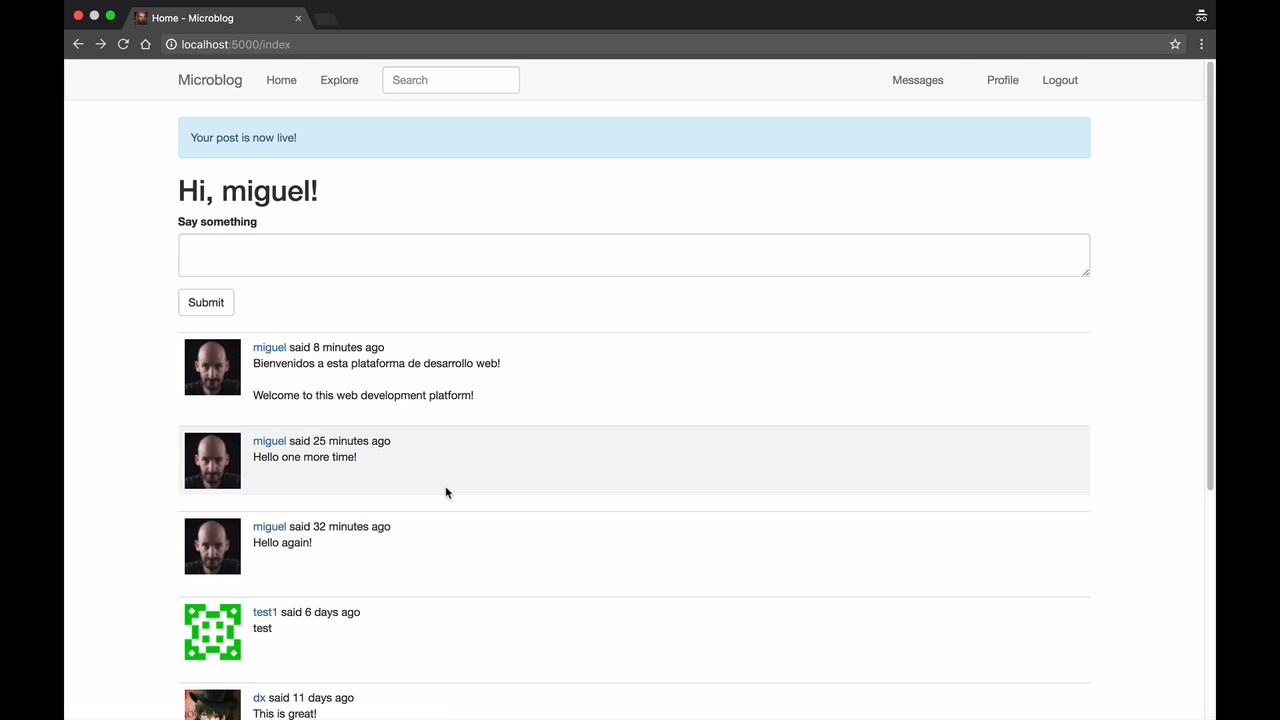 Home - Microblog
localhost:5000/index
Microblog Home Explore Search Messages Profile Logout
Your post is now live!
Hi, miguel!
Say something
Submit
miguel said 8 minutes ago
Bienvenidos a esta plataforma de desarrollo web!
Welcome to this web development platform!
miguel said 25 minutes ago
Hello one more time!
miguel said 32 minutes ago
Hello again!
test1 said 6 days ago
test
dx said 11 days ago
This is great!